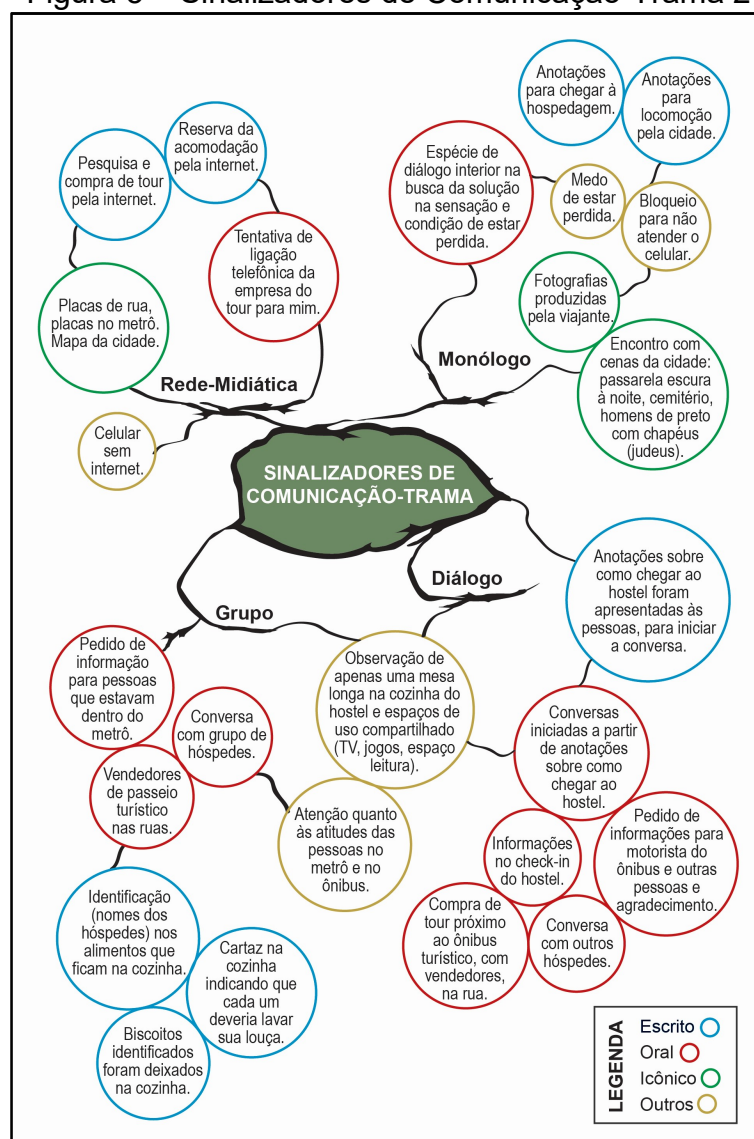 Figura 6 – Sinalizadores de Comunicação-Trama 2
Reserva da
acomodação
pela internet.
Pesquisa e
compra de tour
pela internet.
Tentativa de
ligação
telefônica da
empresa do
tour para mim.
Placas de rua,
placas no metrô.
Mapa da cidade.
Rede-Midiática
Celular
sem
internet.
Anotações
para chegar à
hospedagem.
Anotações
para
locomoção
pela cidade.
Espécie de
diálogo interior na
busca da solução
na sensação e
condição de estar
perdida.
Medo
de estar
perdida.
Bloqueio
para não
atender o
celular.
Fotografias
produzidas
pela viajante.
Monólogo
Encontro com
cenas da cidade:
passarela escura
à noite, cemitério,
homens de preto
com chapéus
(judeus).
SINALIZADORES DE
COMUNICAÇÃO-TRAMA
Diálogo
Anotações sobre
como chegar ao
hostel foram
apresentadas às
pessoas, para iniciar
a conversa.
Grupo
Pedido de
informação
para pessoas
que estavam
dentro do
metrô.
Conversa
com grupo de
hóspedes.
Observação de
apenas uma mesa
longa na cozinha do
hostel e espaços de
uso compartilhado
(TV, jogos, espaço
leitura).
Conversas
iniciadas a partir
de anotações
sobre como
chegar ao
hostel.
Vendedores
de passeio
turístico
nas ruas.
Atenção quanto
às atitudes das
pessoas no
metrô e no
ônibus.
Informações
no check-in
do hostel.
Pedido de
informações para
motorista do
ônibus e outras
pessoas e
agradecimento.
Identificação
(nomes dos
hóspedes) nos
alimentos que
ficam na cozinha.
Cartaz na
cozinha
indicando que
cada um
deveria lavar
sua louça.
Compra de
tour próximo
ao ônibus
turístico, com
vendedores,
na rua.
Conversa
com outros
hóspedes.
Biscoitos
identificados
foram deixados
na cozinha.
LEGENDA
Escrito
Oral
Icônico
Outros